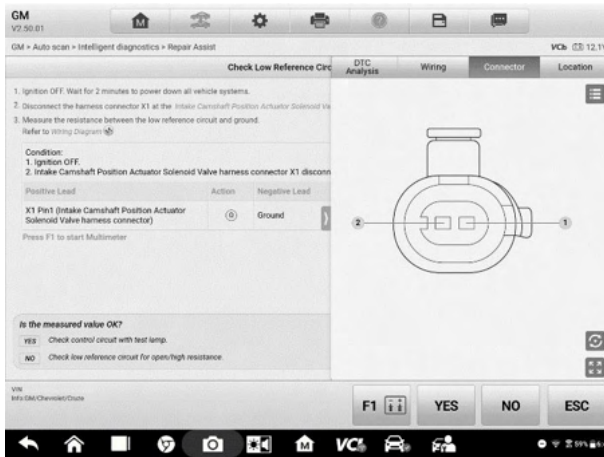 GM
V2.50.01
GM > Auto scan > Intelligent diagnostics > Repair Assist
VCI: 12.1
Check Low Reference Circ
DTC Analysis
Wiring
Connector
Location
1. Ignition OFF. Wait for 2 minutes to power down all vehicle systems.
2. Disconnect the harness connector X1 at the Intake Camshaft Position Actuator Solenoid Va
3. Measure the resistance between the low reference circuit and ground.
Refer to Wiring Diagram
Condition:
1. Ignition OFF.
2. Intake Camshaft Position Actuator Solenoid Valve harness connector X1 disconn
Positive Lead Action Negative Lead
X1 Pin1 (Intake Camshaft Position Actuator
Solenoid Valve harness connector) Ω Ground
Press F1 to start Multimeter
2
1
Is the measured value OK?
YES Check control circuit with test lamp.
NO Check low reference circuit for open/high resistance.
VIN
Info:GM/Chevrolet/Cruze
F1
YES
NO
ESC
VCI
59%